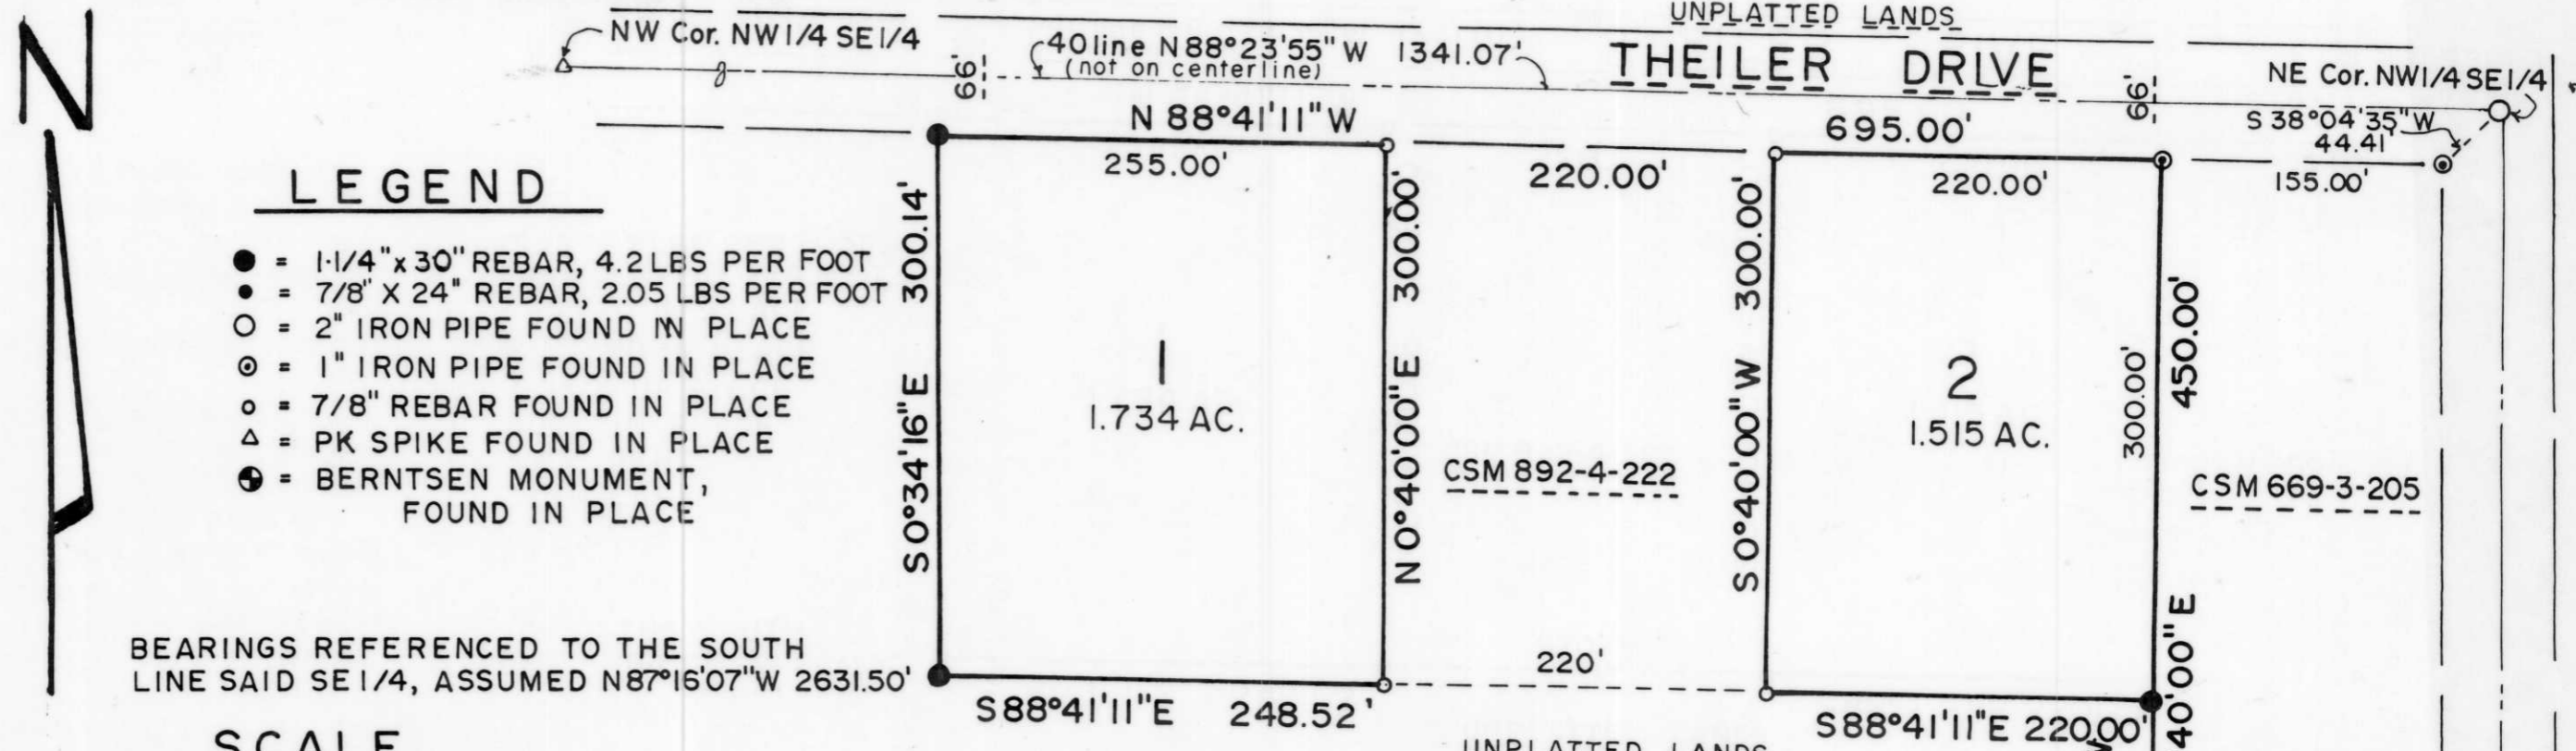 N
UNPLATTED LANDS
NW Cor. NW1/4 SE1/4
40 line N88°23'55"W 1341.07'
(not on centerline)
THEILER DRIVE
NE Cor. NW1/4 SE1/4
66'
66'
S 38°04'35"W
44.41'
N 88°41'11"W
695.00'
255.00'
220.00'
220.00'
155.00'
LEGEND
● = 1-1/4"x 30" REBAR, 4.2 LBS PER FOOT
• = 7/8" X 24" REBAR, 2.05 LBS PER FOOT
○ = 2" IRON PIPE FOUND IN PLACE
⊙ = 1" IRON PIPE FOUND IN PLACE
o = 7/8" REBAR FOUND IN PLACE
△ = PK SPIKE FOUND IN PLACE
= BERNTSEN MONUMENT,
FOUND IN PLACE
S 0°34'16"E 300.14'
1
1.734 AC.
N 0°40'00"E 300.00'
CSM 892-4-222
S 0°40'00"W 300.00'
2
1.515 AC.
300.00'
40'00"E 450.00'
CSM 669-3-205
BEARINGS REFERENCED TO THE SOUTH
LINE SAID SE 1/4, ASSUMED N87°16'07"W 2631.50'
220'
S88°41'11"E 248.52'
S88°41'11"E 220.00'
SCALE
UNPLATTED LANDS